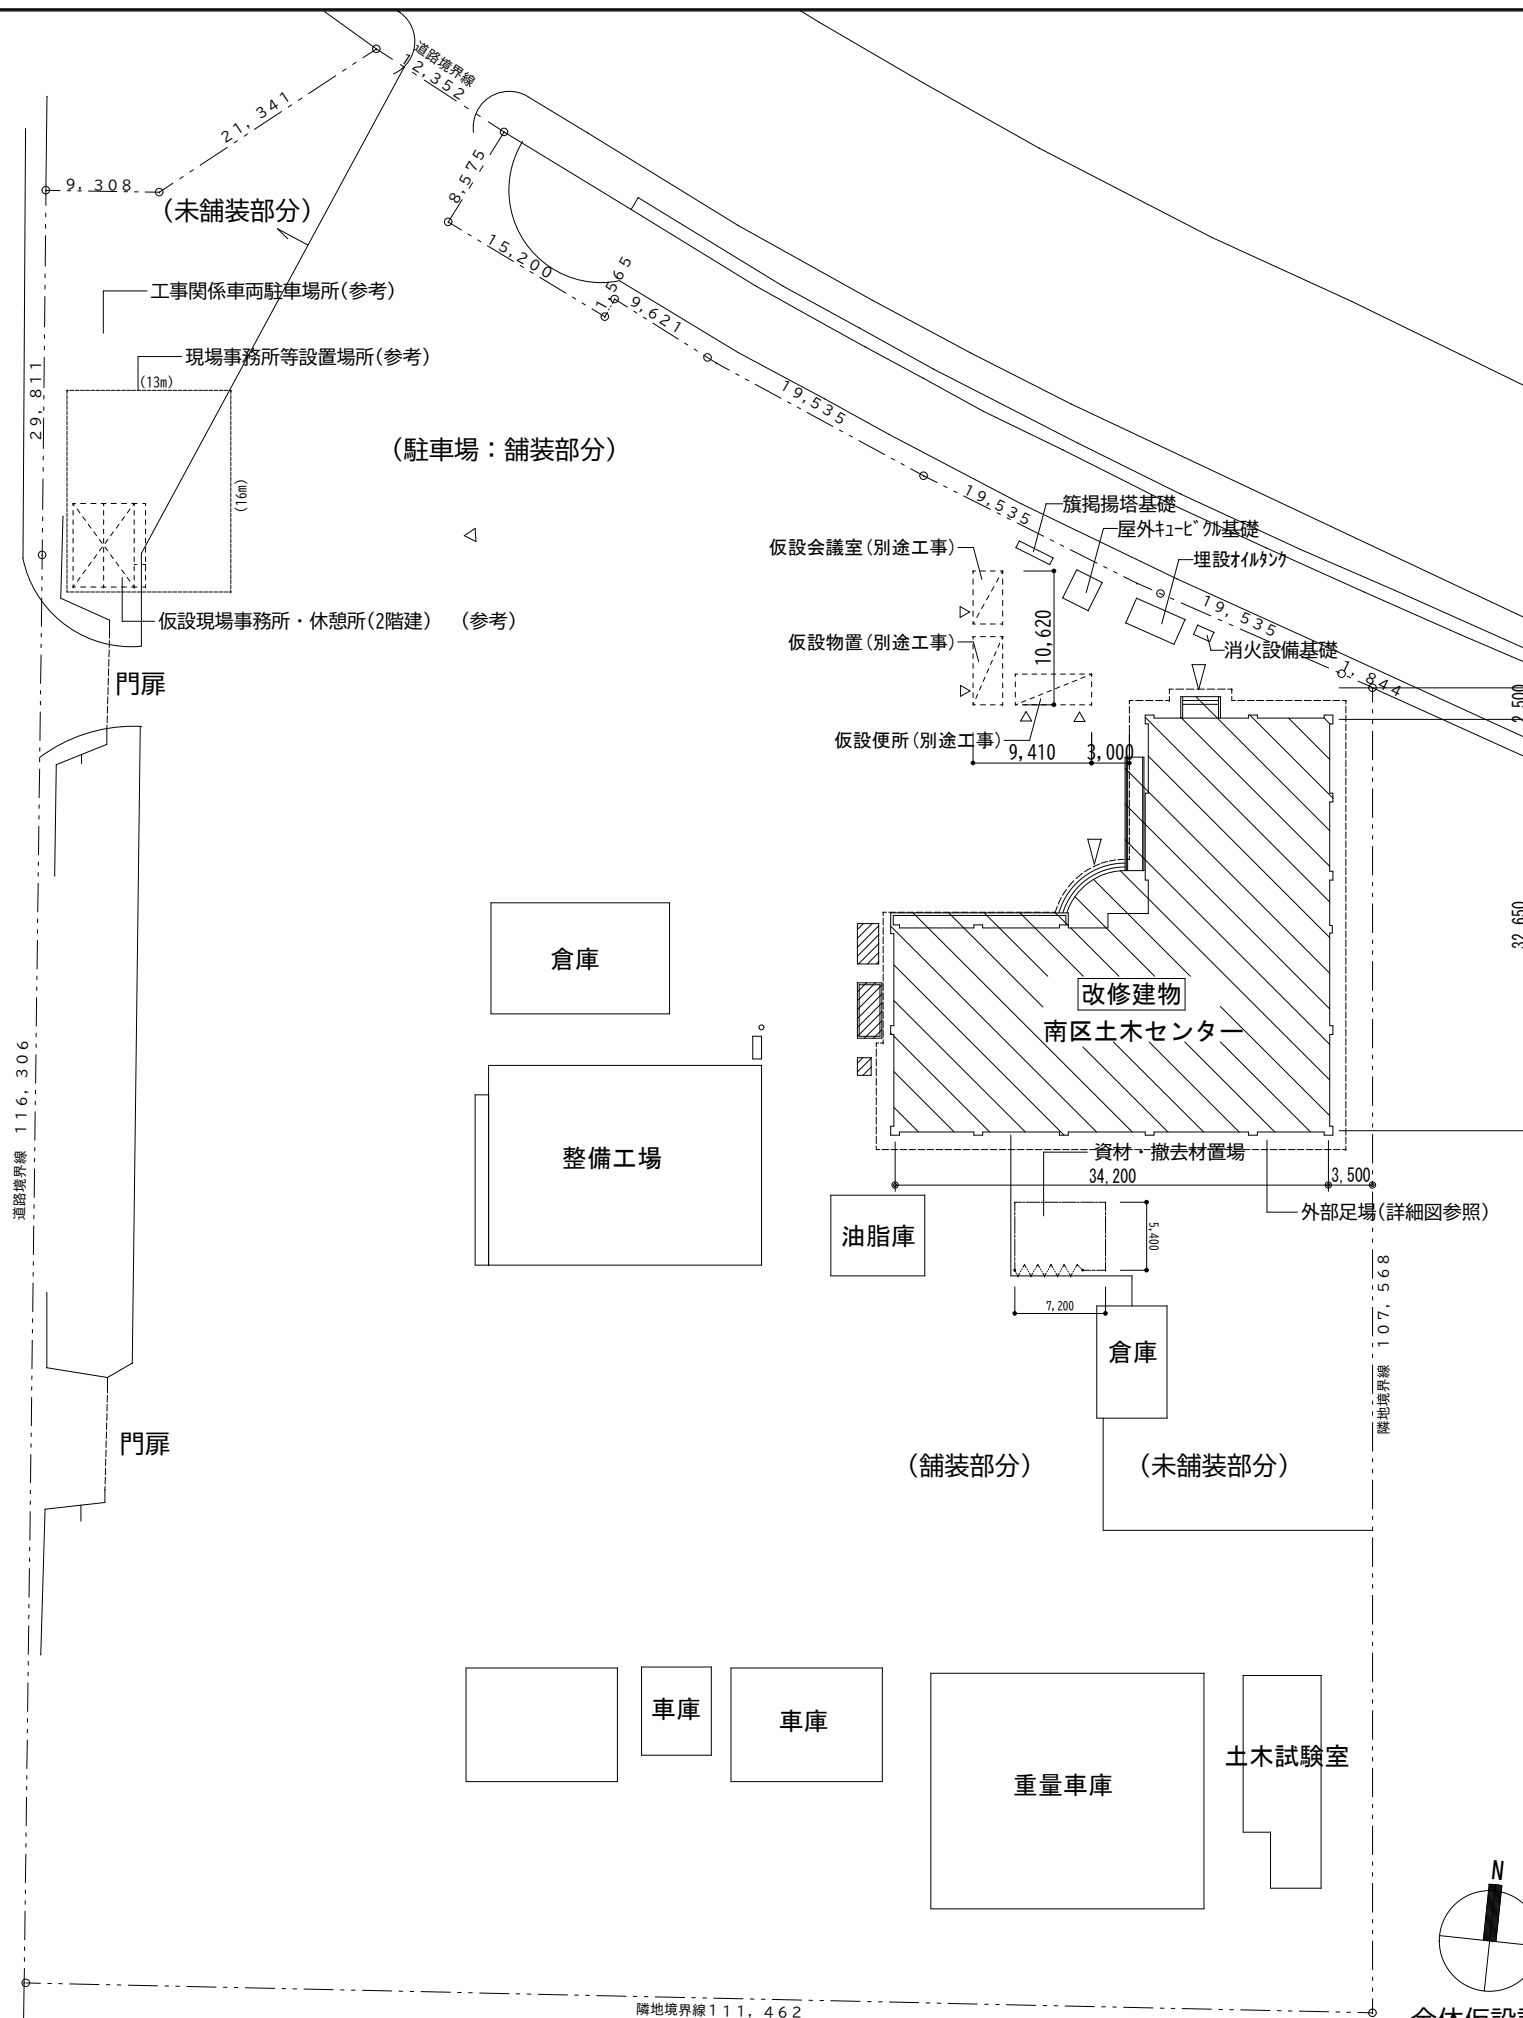 道路境界線
12,352
21,341
9,308
8,575
(未舗装部分)
15,200
1,565
9,621
工事関係車両駐車場所(参考)
現場事務所等設置場所(参考)
(13m)
29,811
19,535
(駐車場：舗装部分)
(16m)
19,535
簱掲揚塔基礎
屋外ｷｭｰﾋﾞｸﾙ基礎
仮設会議室(別途工事)
埋設ｵｲﾙﾀﾝｸ
仮設現場事務所・休憩所(2階建) (参考)
19,535
10,620
仮設物置(別途工事)
消火設備基礎
1,844
門扉
2,500
仮設便所(別途工事)
9,410
3,000
32,650
倉庫
改修建物
南区土木センター
道路境界線 116,306
整備工場
資材・撤去材置場
34,200
3,500
油脂庫
5,400
外部足場(詳細図参照)
7,200
隣地境界線 107,568
倉庫
門扉
(舗装部分)
(未舗装部分)
車庫
車庫
重量車庫
土木試験室
N
隣地境界線111,462